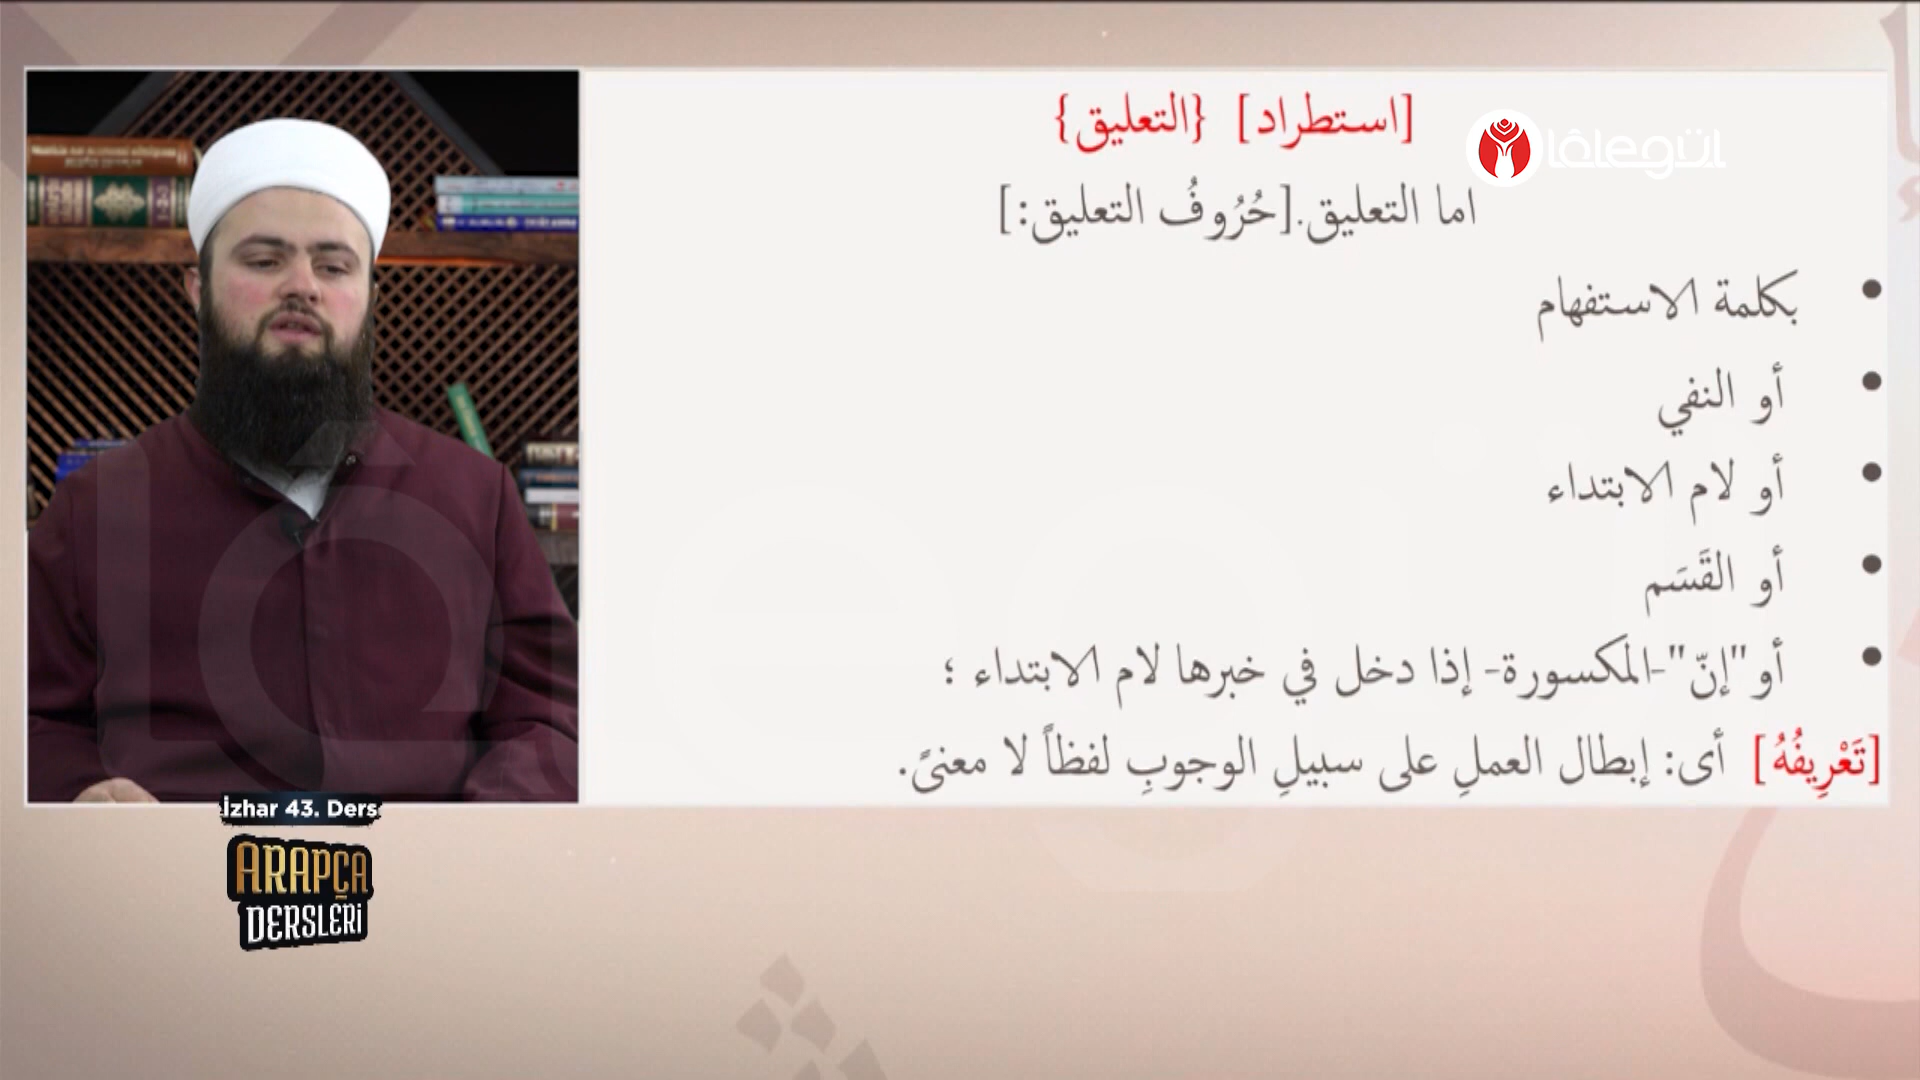 [استطراد] {التعليق}
lâlegül
اما التعليق.[حُرُوفُ التعليق:]
• بكلمة الاستفهام
• أو النفي
• أو لام الابتداء
• أو القَسَم
• أو"إنّ"-المكسورة- إذا دخل في خبرها لام الابتداء ؛
[تَعْرِيفُهُ] أى: إبطال العملِ على سبيلِ الوجوبِ لفظاً لا معنىً.
İzhar 43. Ders
ARAPÇA
DERSLERİ